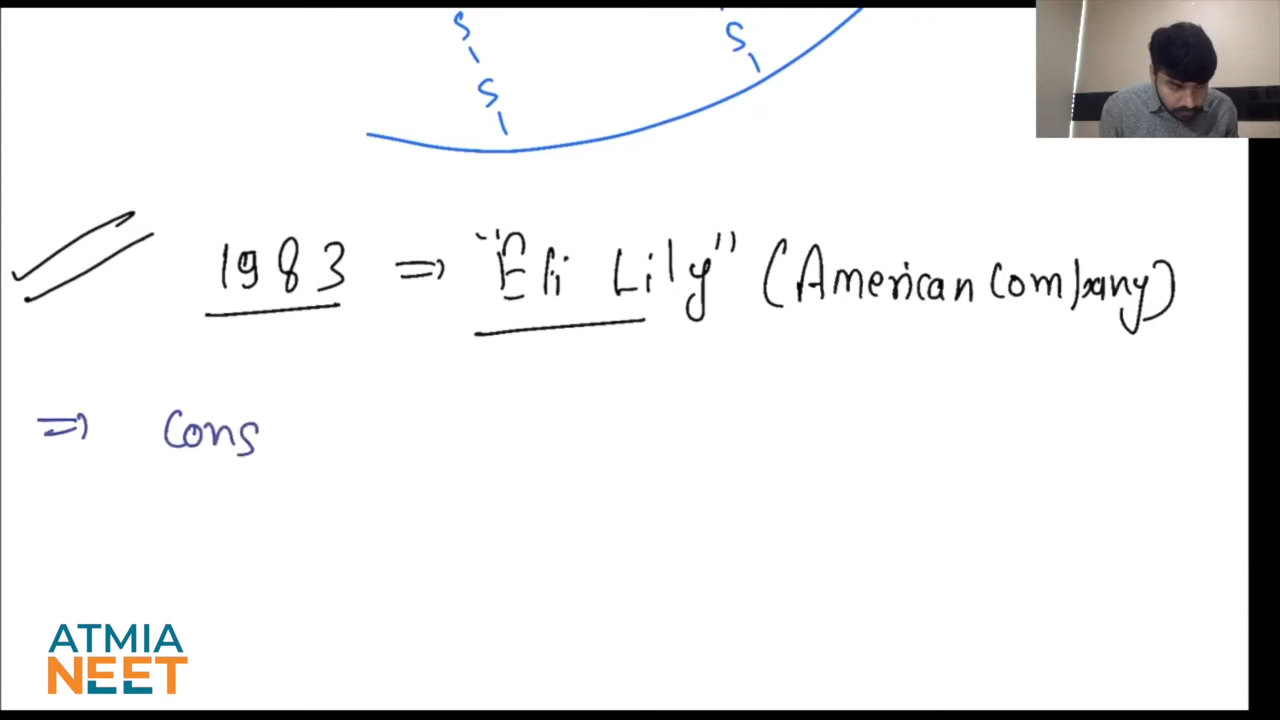 S
S
S
1983 ⇒ "Eli Lily" (American Company)
⇒ Cons
ATMIA
NEET